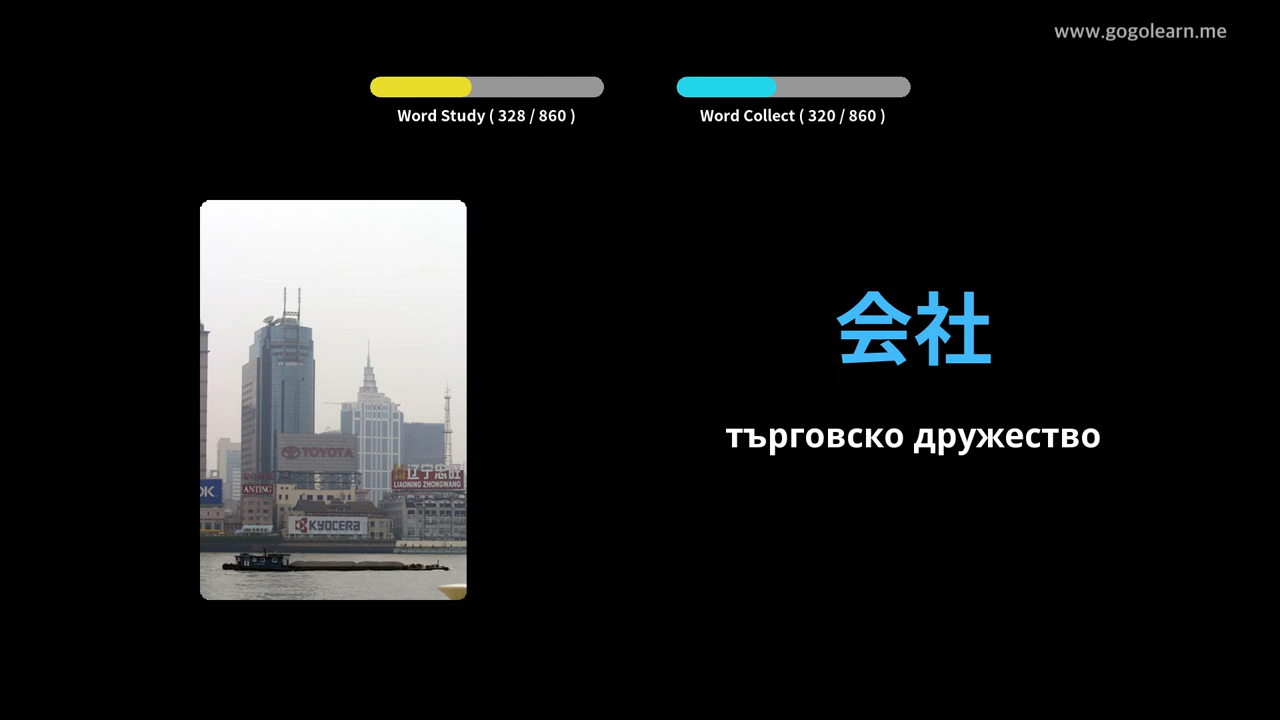 www.gogolearn.me
Word Study ( 328 / 860 )
Word Collect ( 320 / 860 )
会社
търговско дружество
TOYOTA
辽宁忠旺
LIAONING ZHONGWANG
ANTING
KYOCERA